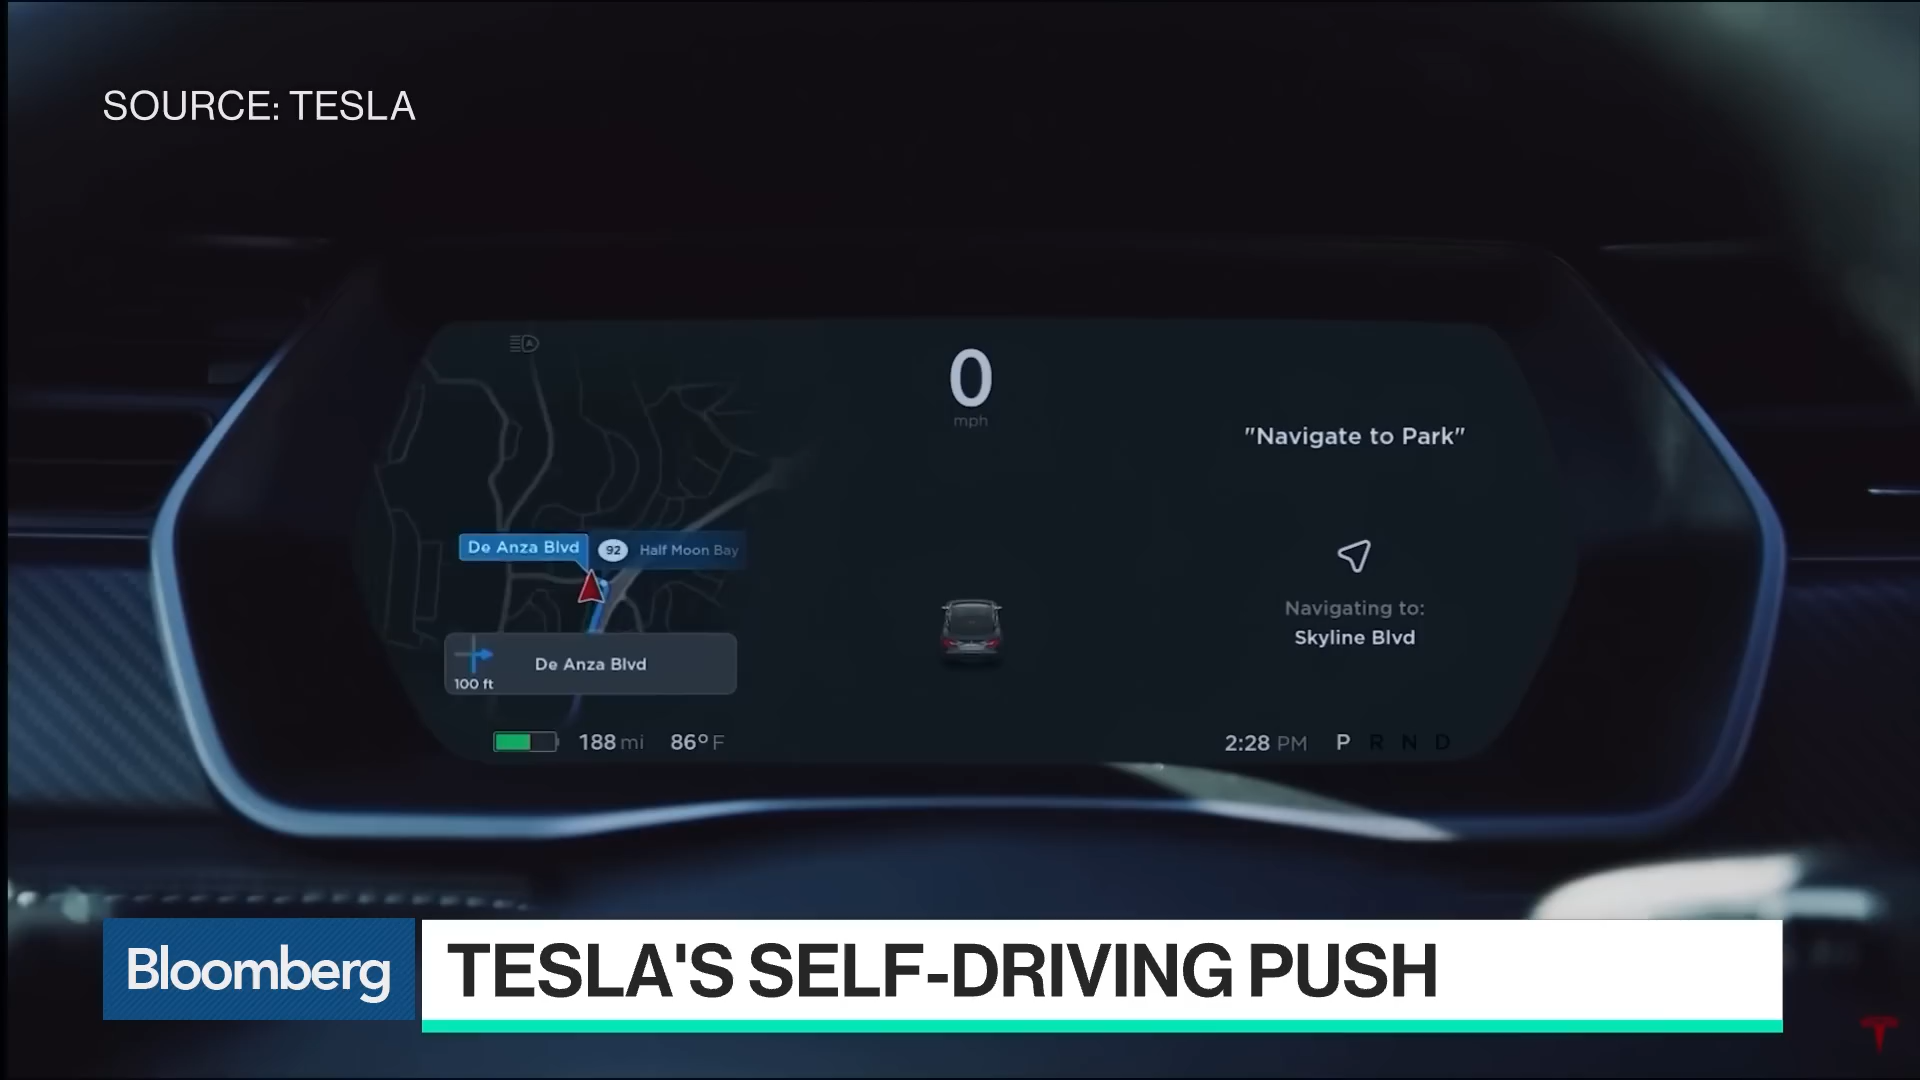 SOURCE: TESLA
0
mph
"Navigate to Park"
De Anza Blvd
92
Half Moon Bay
Navigating to:
Skyline Blvd
De Anza Blvd
100 ft
188 mi
86° F
2:28 PM
P R N D
Bloomberg
TESLA'S SELF-DRIVING PUSH